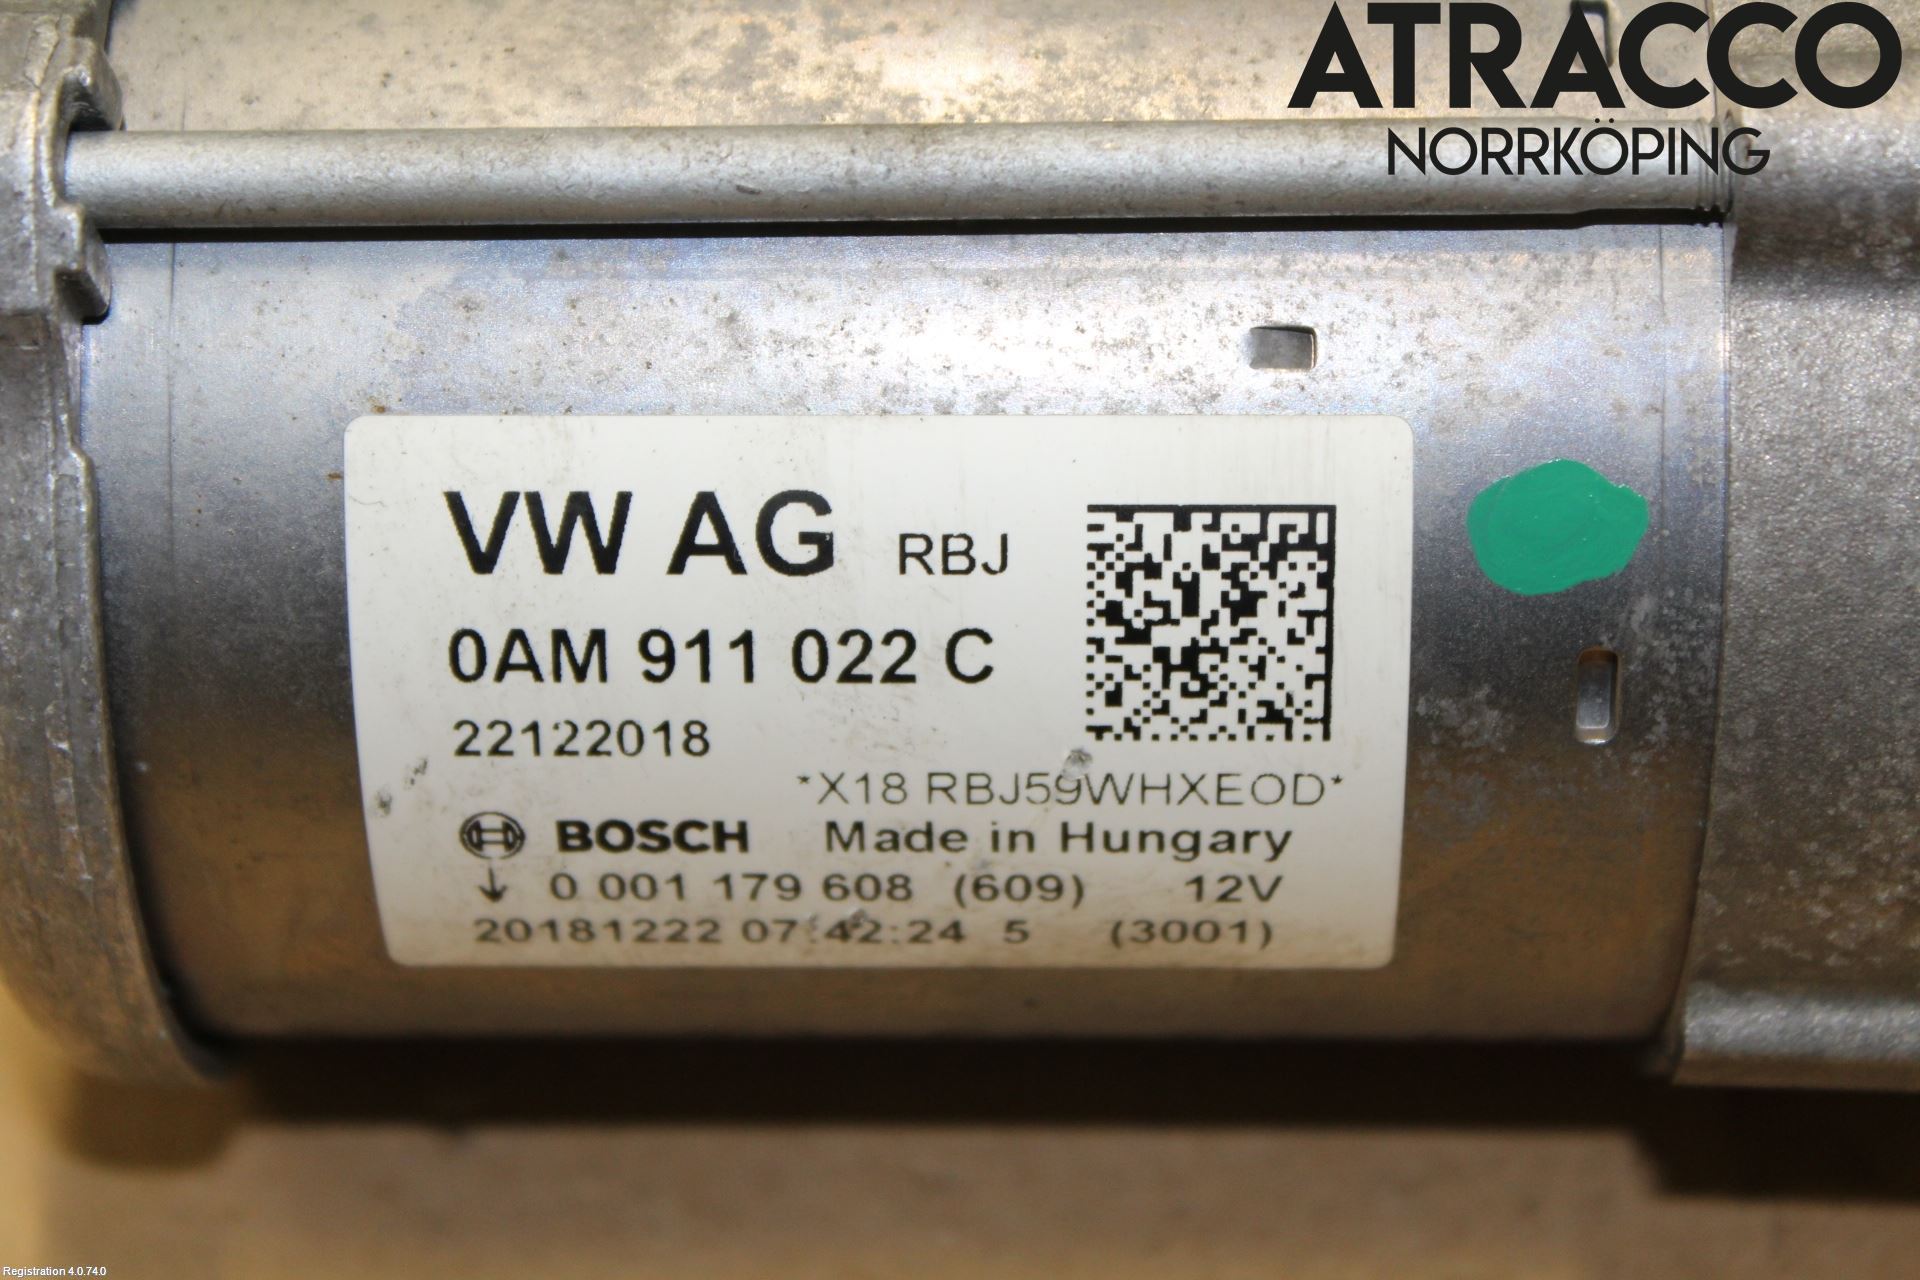 ATRACCO
NORRKÖPING
VW AG RBJ
0AM 911 022 C
22122018
*X18 RBJ59WHXEOD*
BOSCH Made in Hungary
↓ 0 001 179 608 (609) 12V
20181222 07:42:24 5 (3001)
Registration 4.0.74.0